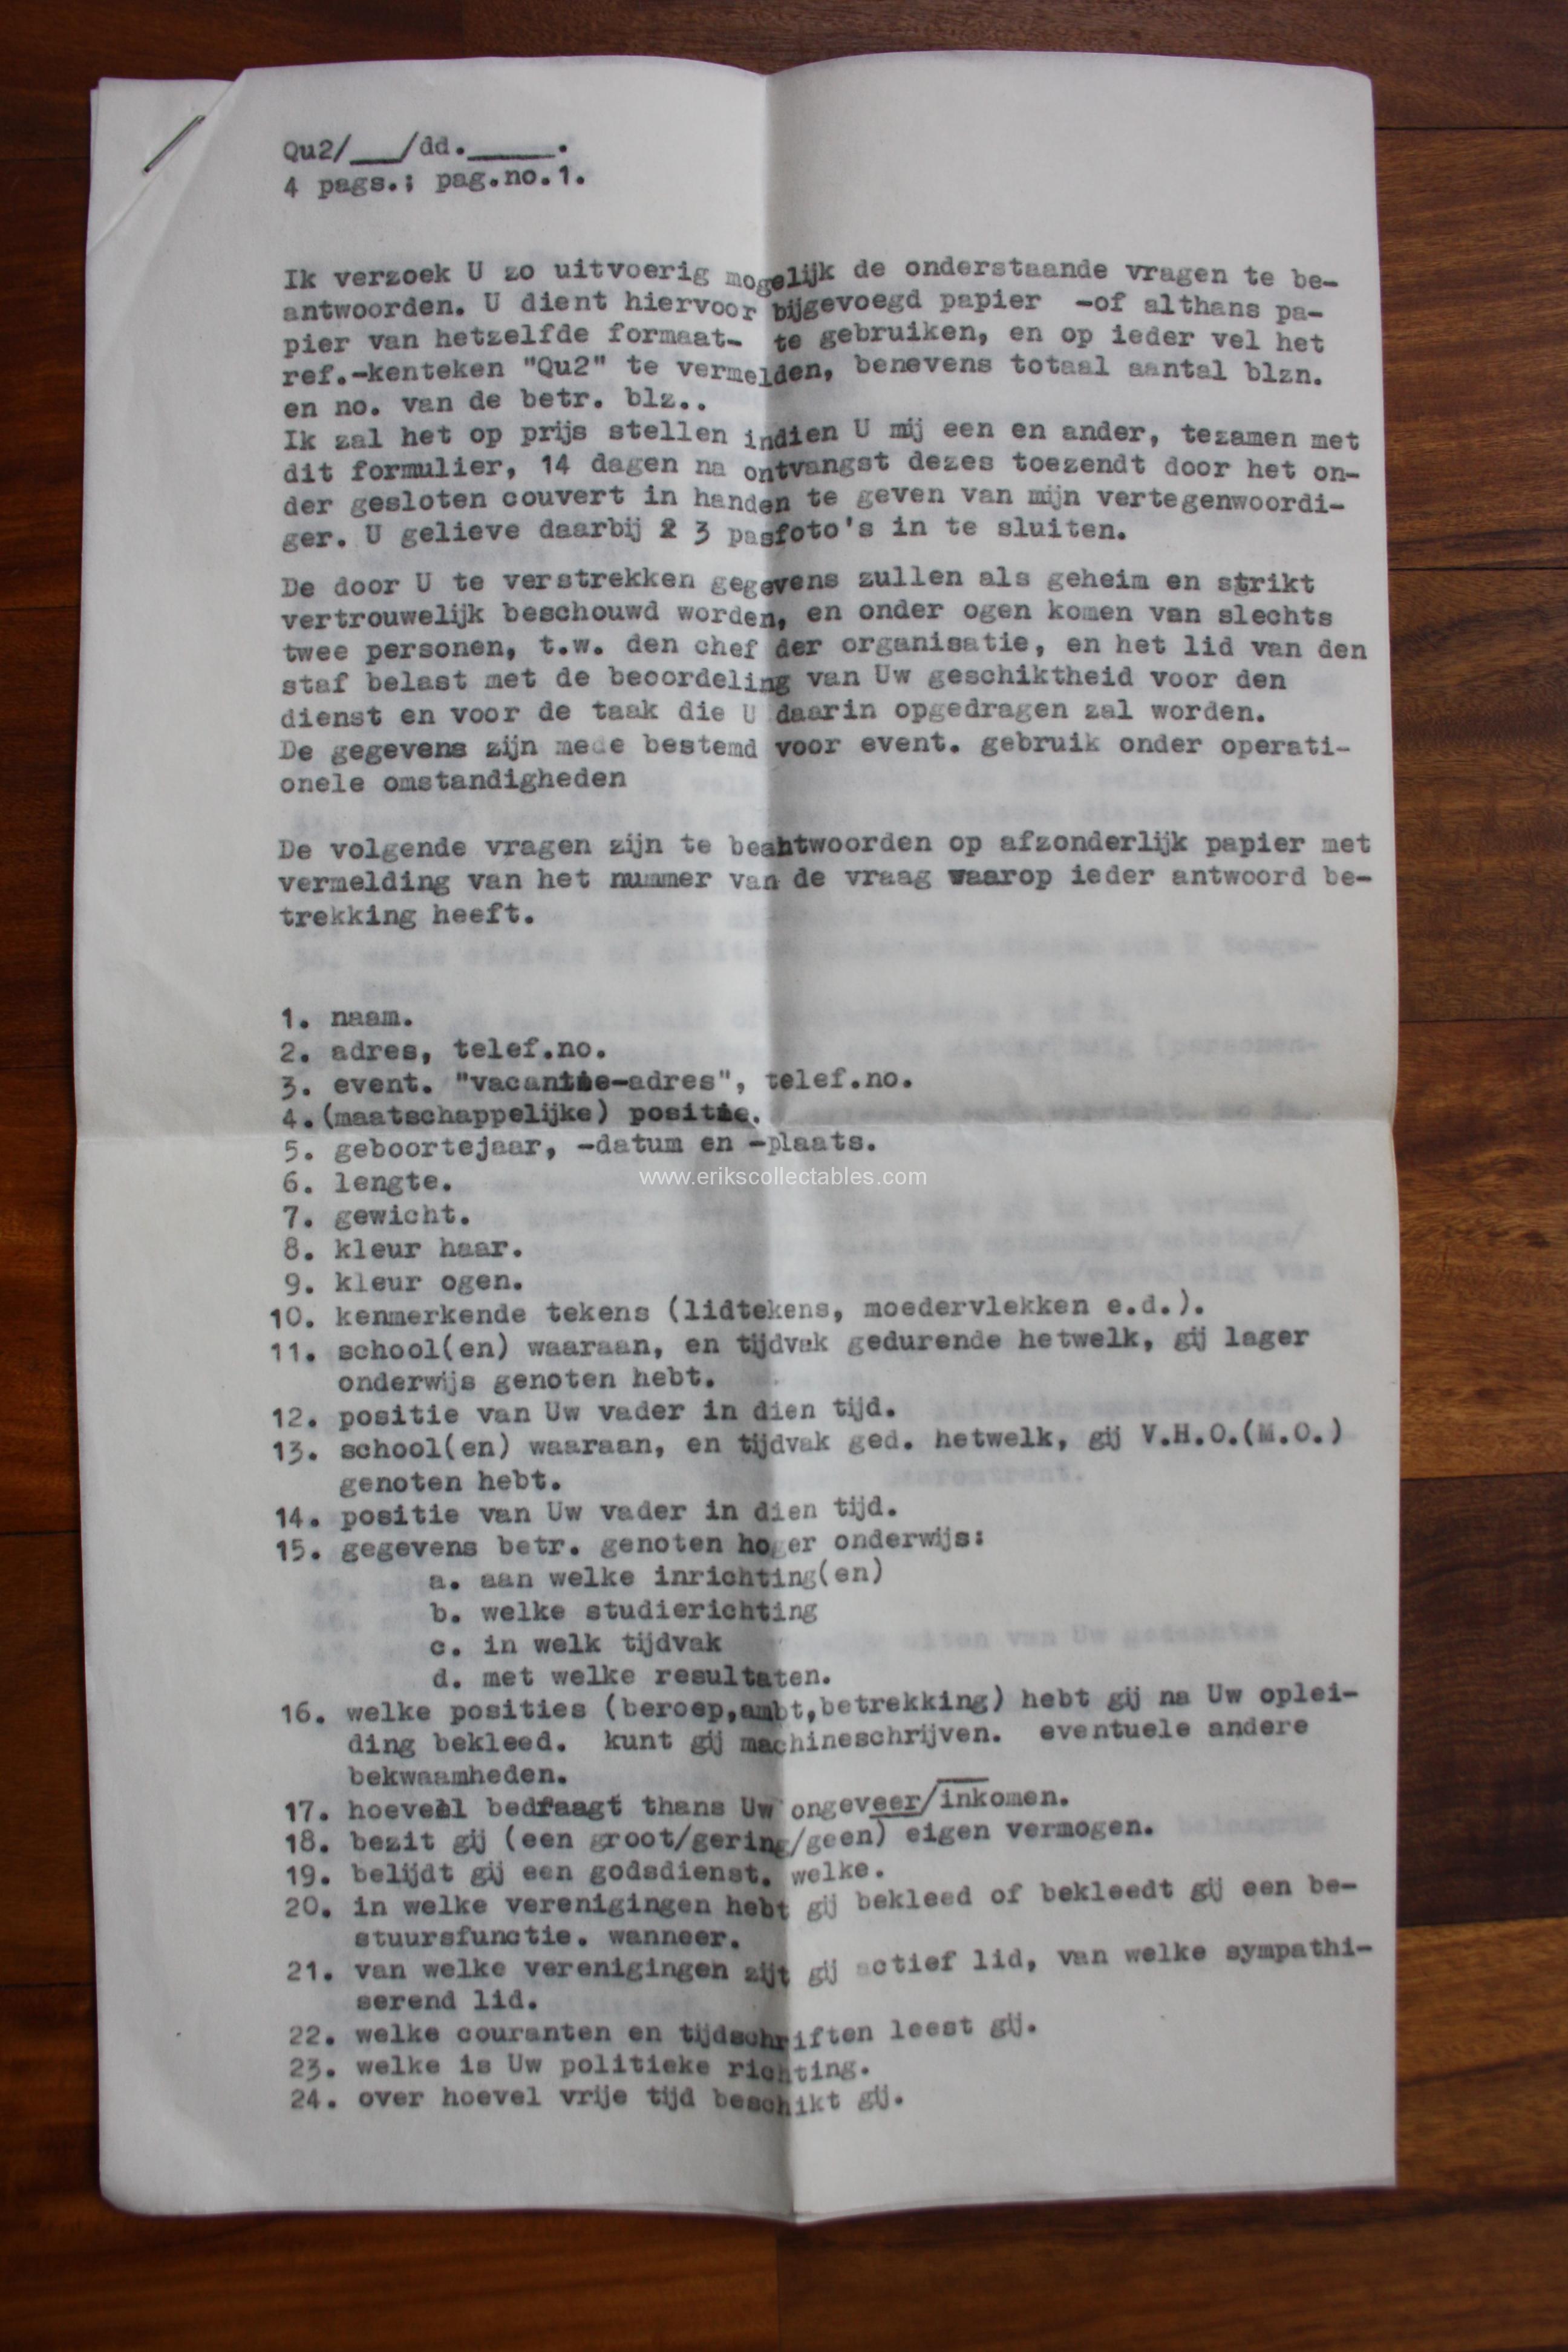 Qu2/___/dd._____.
4 pags.; pag.no.1.
Ik verzoek U zo uitvoerig mogelijk de onderstaande vragen te be-
antwoorden. U dient hiervoor bijgevoegd papier -of althans pa-
pier van hetzelfde formaat- te gebruiken, en op ieder vel het
ref.-kenteken "Qu2" te vermelden, benevens totaal aantal blzn.
en no. van de betr. blz..
Ik zal het op prijs stellen indien U mij een en ander, tezamen met
dit formulier, 14 dagen na ontvangst dezes toezendt door het on-
der gesloten couvert in handen te geven van mijn vertegenwoordi-
ger. U gelieve daarbij 3 pasfoto's in te sluiten.
De door U te verstrekken gegevens zullen als geheim en strikt
vertrouwelijk beschouwd worden, en onder ogen komen van slechts
twee personen, t.w. den chef der organisatie, en het lid van den
staf belast met de beoordeling van Uw geschiktheid voor den
dienst en voor de taak die U daarin opgedragen zal worden.
De gegevens zijn mede bestemd voor event. gebruik onder operati-
onele omstandigheden
De volgende vragen zijn te beantwoorden op afzonderlijk papier met
vermelding van het nummer van de vraag waarop ieder antwoord be-
trekking heeft.
1. naam.
2. adres, telef.no.
3. event. "vacantie-adres", telef.no.
4.(maatschappelijke) positie.
5. geboortejaar, -datum en -plaats.
www.erikscollectables.com
6. lengte.
7. gewicht.
8. kleur haar.
9. kleur ogen.
10. kenmerkende tekens (lidtekens, moedervlekken e.d.).
11. school(en) waaraan, en tijdvak gedurende hetwelk, gij lager
onderwijs genoten hebt.
12. positie van Uw vader in dien tijd.
13. school(en) waaraan, en tijdvak ged. hetwelk, gij V.H.O.(M.O.)
genoten hebt.
14. positie van Uw vader in dien tijd.
15. gegevens betr. genoten hoger onderwijs:
a. aan welke inrichting(en)
b. welke studierichting
c. in welk tijdvak
d. met welke resultaten.
16. welke posities (beroep,ambt,betrekking) hebt gij na Uw oplei-
ding bekleed. kunt gij machineschrijven. eventuele andere
bekwaamheden.
17. hoeveel bedraagt thans Uw ongeveer/inkomen.
18. bezit gij (een groot/gering/geen) eigen vermogen.
19. belijdt gij een godsdienst. welke.
20. in welke verenigingen hebt gij bekleed of bekleedt gij een be-
stuursfunctie. wanneer.
21. van welke verenigingen zijt gij actief lid, van welke sympathi-
serend lid.
22. welke couranten en tijdschriften leest gij.
23. welke is Uw politieke richting.
24. over hoevel vrije tijd beschikt gij.